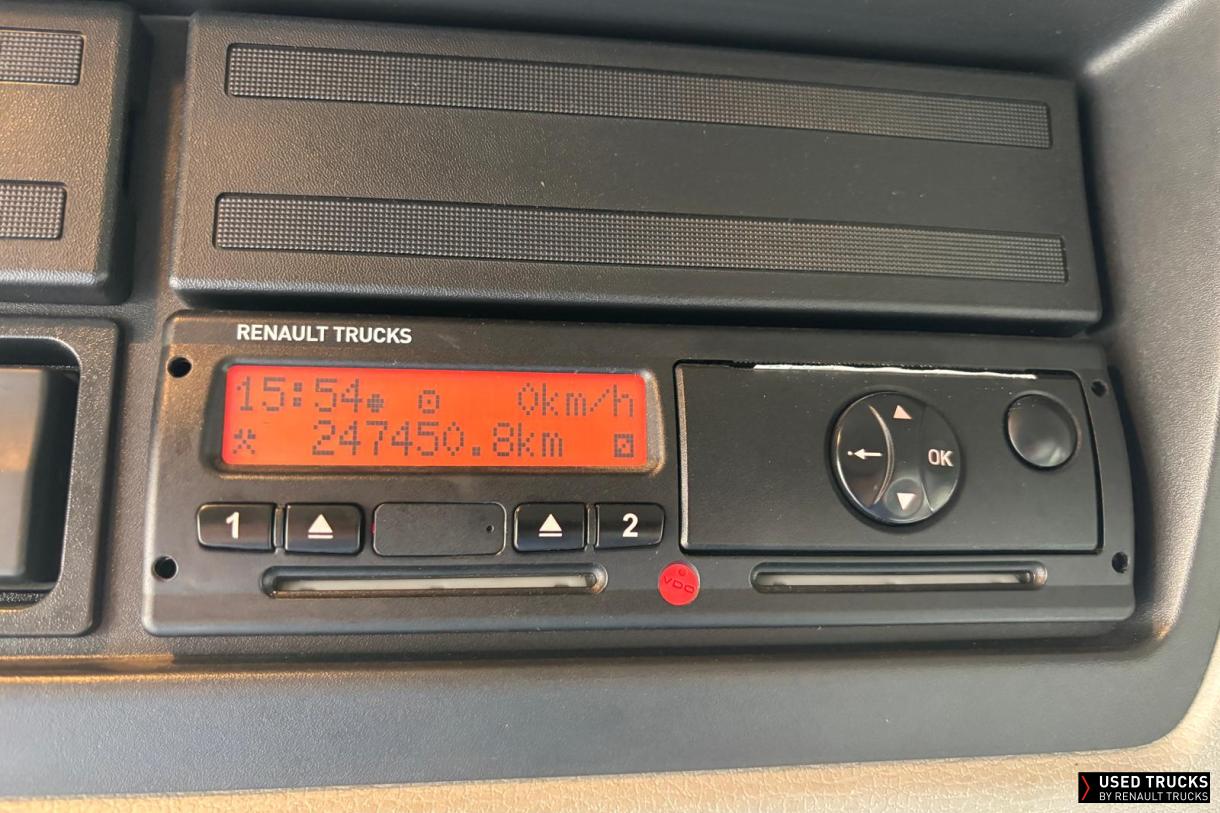 RENAULT TRUCKS
15:54 0km/h
247450.8km
OK
1 2
VDO
USED TRUCKS
BY RENAULT TRUCKS